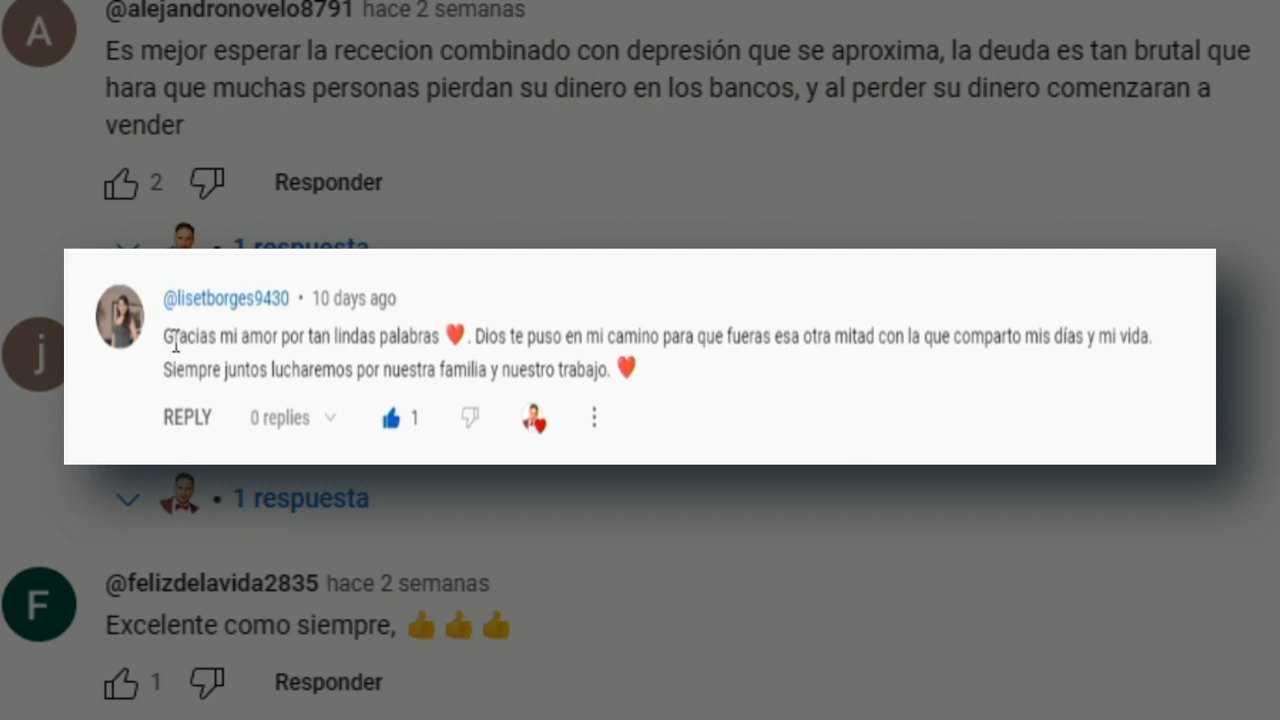 @alejandronovelo8791 hace 2 semanas
Es mejor esperar la rececion combinado con depresión que se aproxima, la deuda es tan brutal que
hara que muchas personas pierdan su dinero en los bancos, y al perder su dinero comenzaran a
vender
2 Responder
1 respuesta
@lisetborges9430 • 10 days ago
Gracias mi amor por tan lindas palabras ❤️. Dios te puso en mi camino para que fueras esa otra mitad con la que comparto mis días y mi vida.
Siempre juntos lucharemos por nuestra familia y nuestro trabajo. ❤️
REPLY 0 replies 1
• 1 respuesta
@felizdelavida2835 hace 2 semanas
Excelente como siempre, 👍👍👍
1 Responder
A
j
F